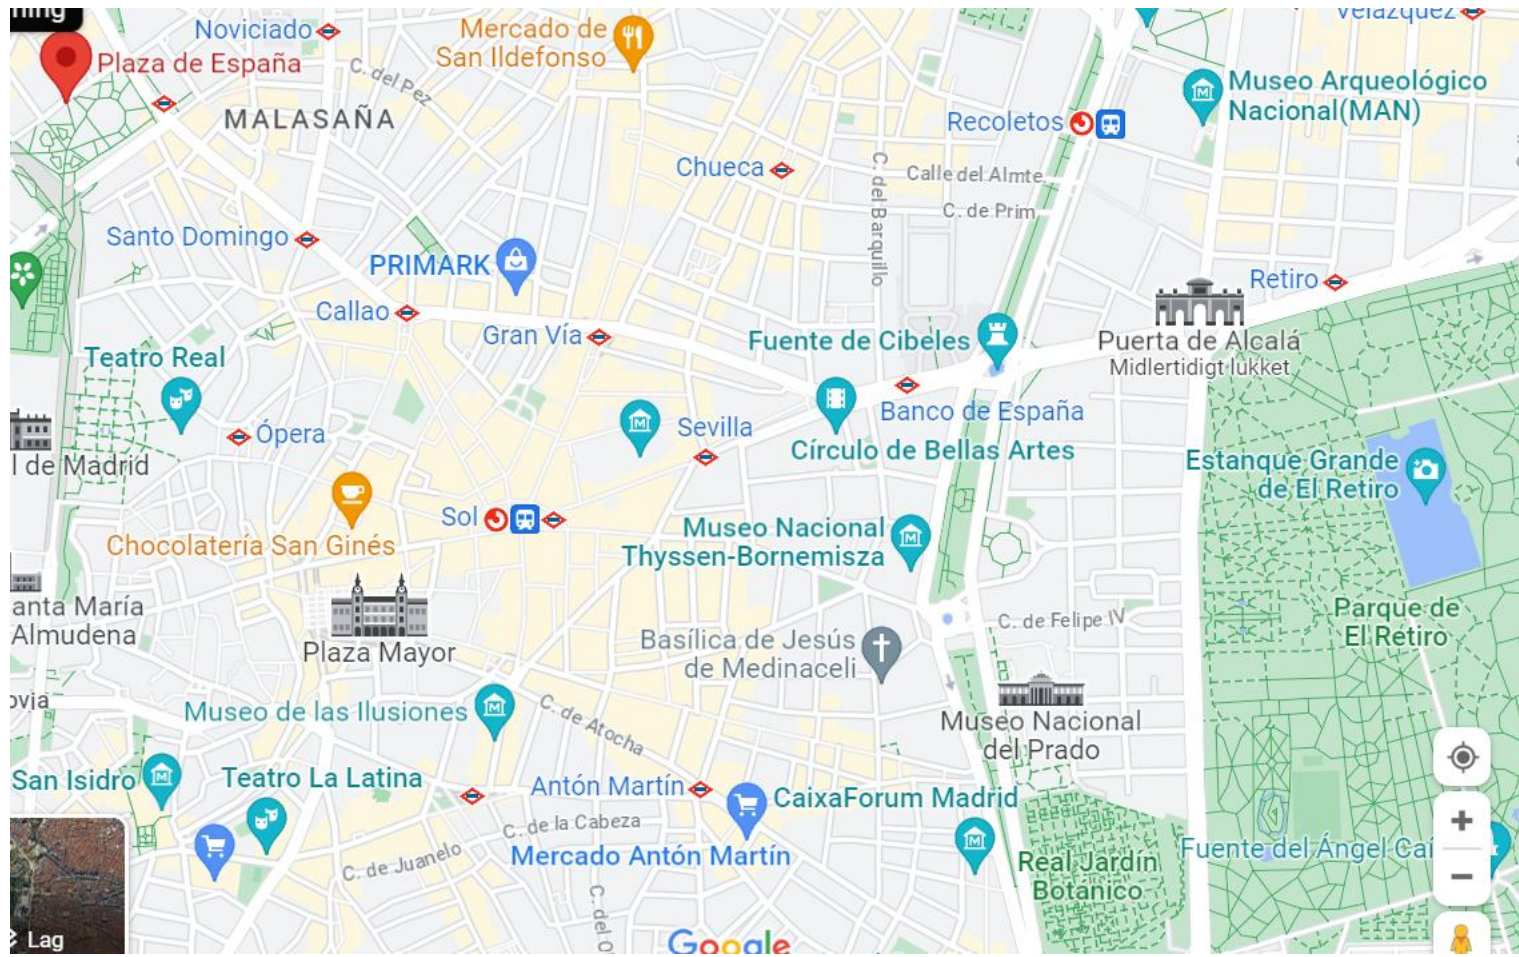 ning
Noviciado
Mercado de
San Ildefonso
Velázquez
Plaza de España
C. del Pez
MALASAÑA
Museo Arqueológico
Nacional(MAN)
Recoletos
Chueca
Calle del Almte
C. de Prim
C. del Barquillo
Santo Domingo
PRIMARK
Retiro
Callao
Gran Vía
Fuente de Cibeles
Puerta de Alcalá
Midlertidigt lukket
Teatro Real
Ópera
Sevilla
Banco de España
Círculo de Bellas Artes
l de Madrid
Estanque Grande
de El Retiro
Sol
Museo Nacional
Thyssen-Bornemisza
Chocolatería San Ginés
anta María
Almudena
Parque de
El Retiro
C. de Felipe IV
Basílica de Jesús
de Medinaceli
Plaza Mayor
ovia
Museo de las Ilusiones
C. de Atocha
Museo Nacional
del Prado
San Isidro
Teatro La Latina
Antón Martín
CaixaForum Madrid
C. de la Cabeza
C. de Juanelo
Mercado Antón Martín
Real Jardín
Botánico
Fuente del Ángel Caí
C. del O
Lag
Google